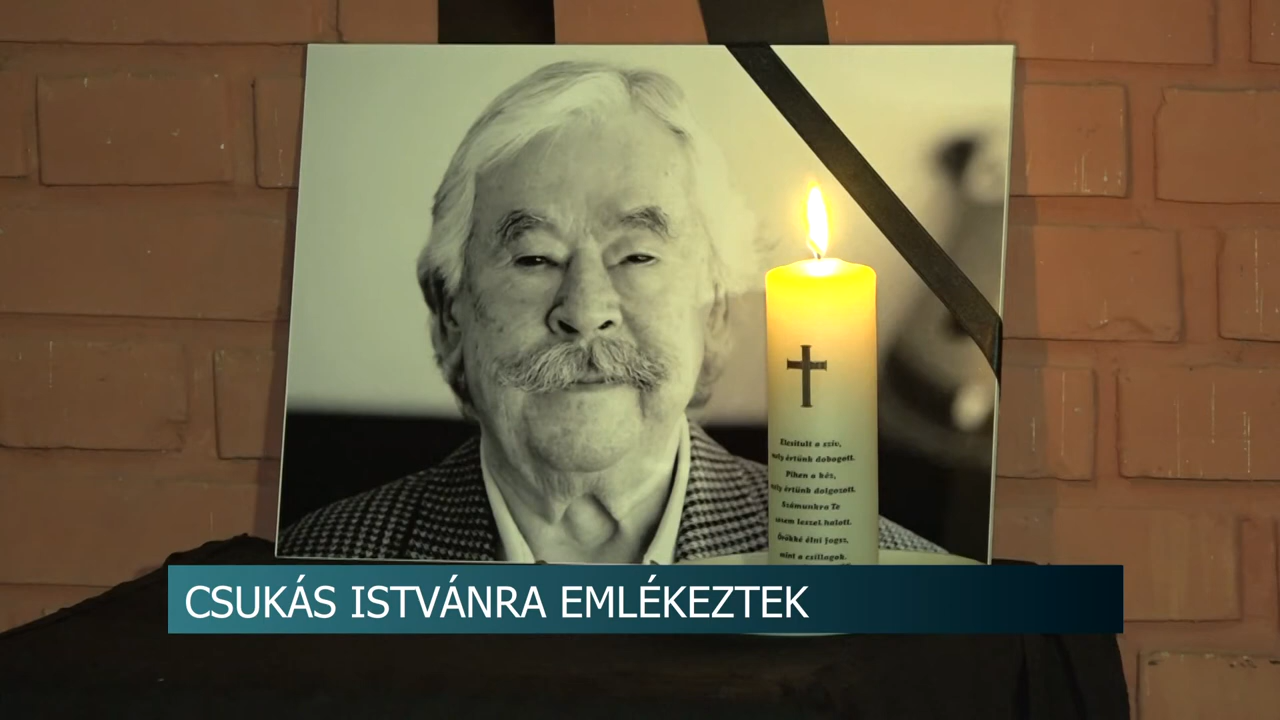 Elcsitult a szív,
mely értünk dobogott.
Pihen a kéz,
mely értünk dolgozott.
Számunkra Te
sosem leszel halott.
Örökké élni fogsz,
mint a csillagok.
CSUKÁS ISTVÁNRA EMLÉKEZTEK